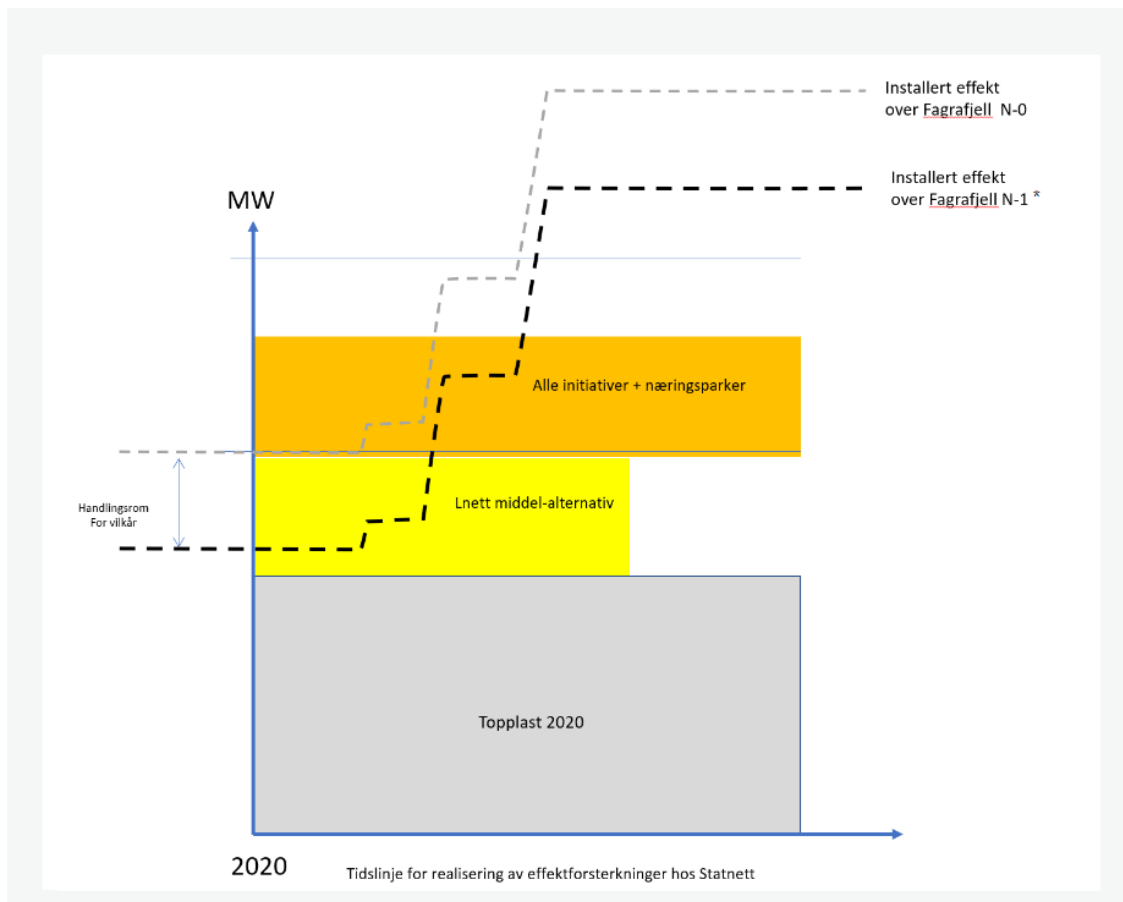 Installert effekt
over Fagrafjell N-0
Installert effekt
over Fagrafjell N-1 *
MW
Alle initiativer + næringsparker
Lnett middel-alternativ
Handlingsrom
For vilkår
Topplast 2020
2020
Tidslinje for realisering av effektforsterkninger hos Statnett